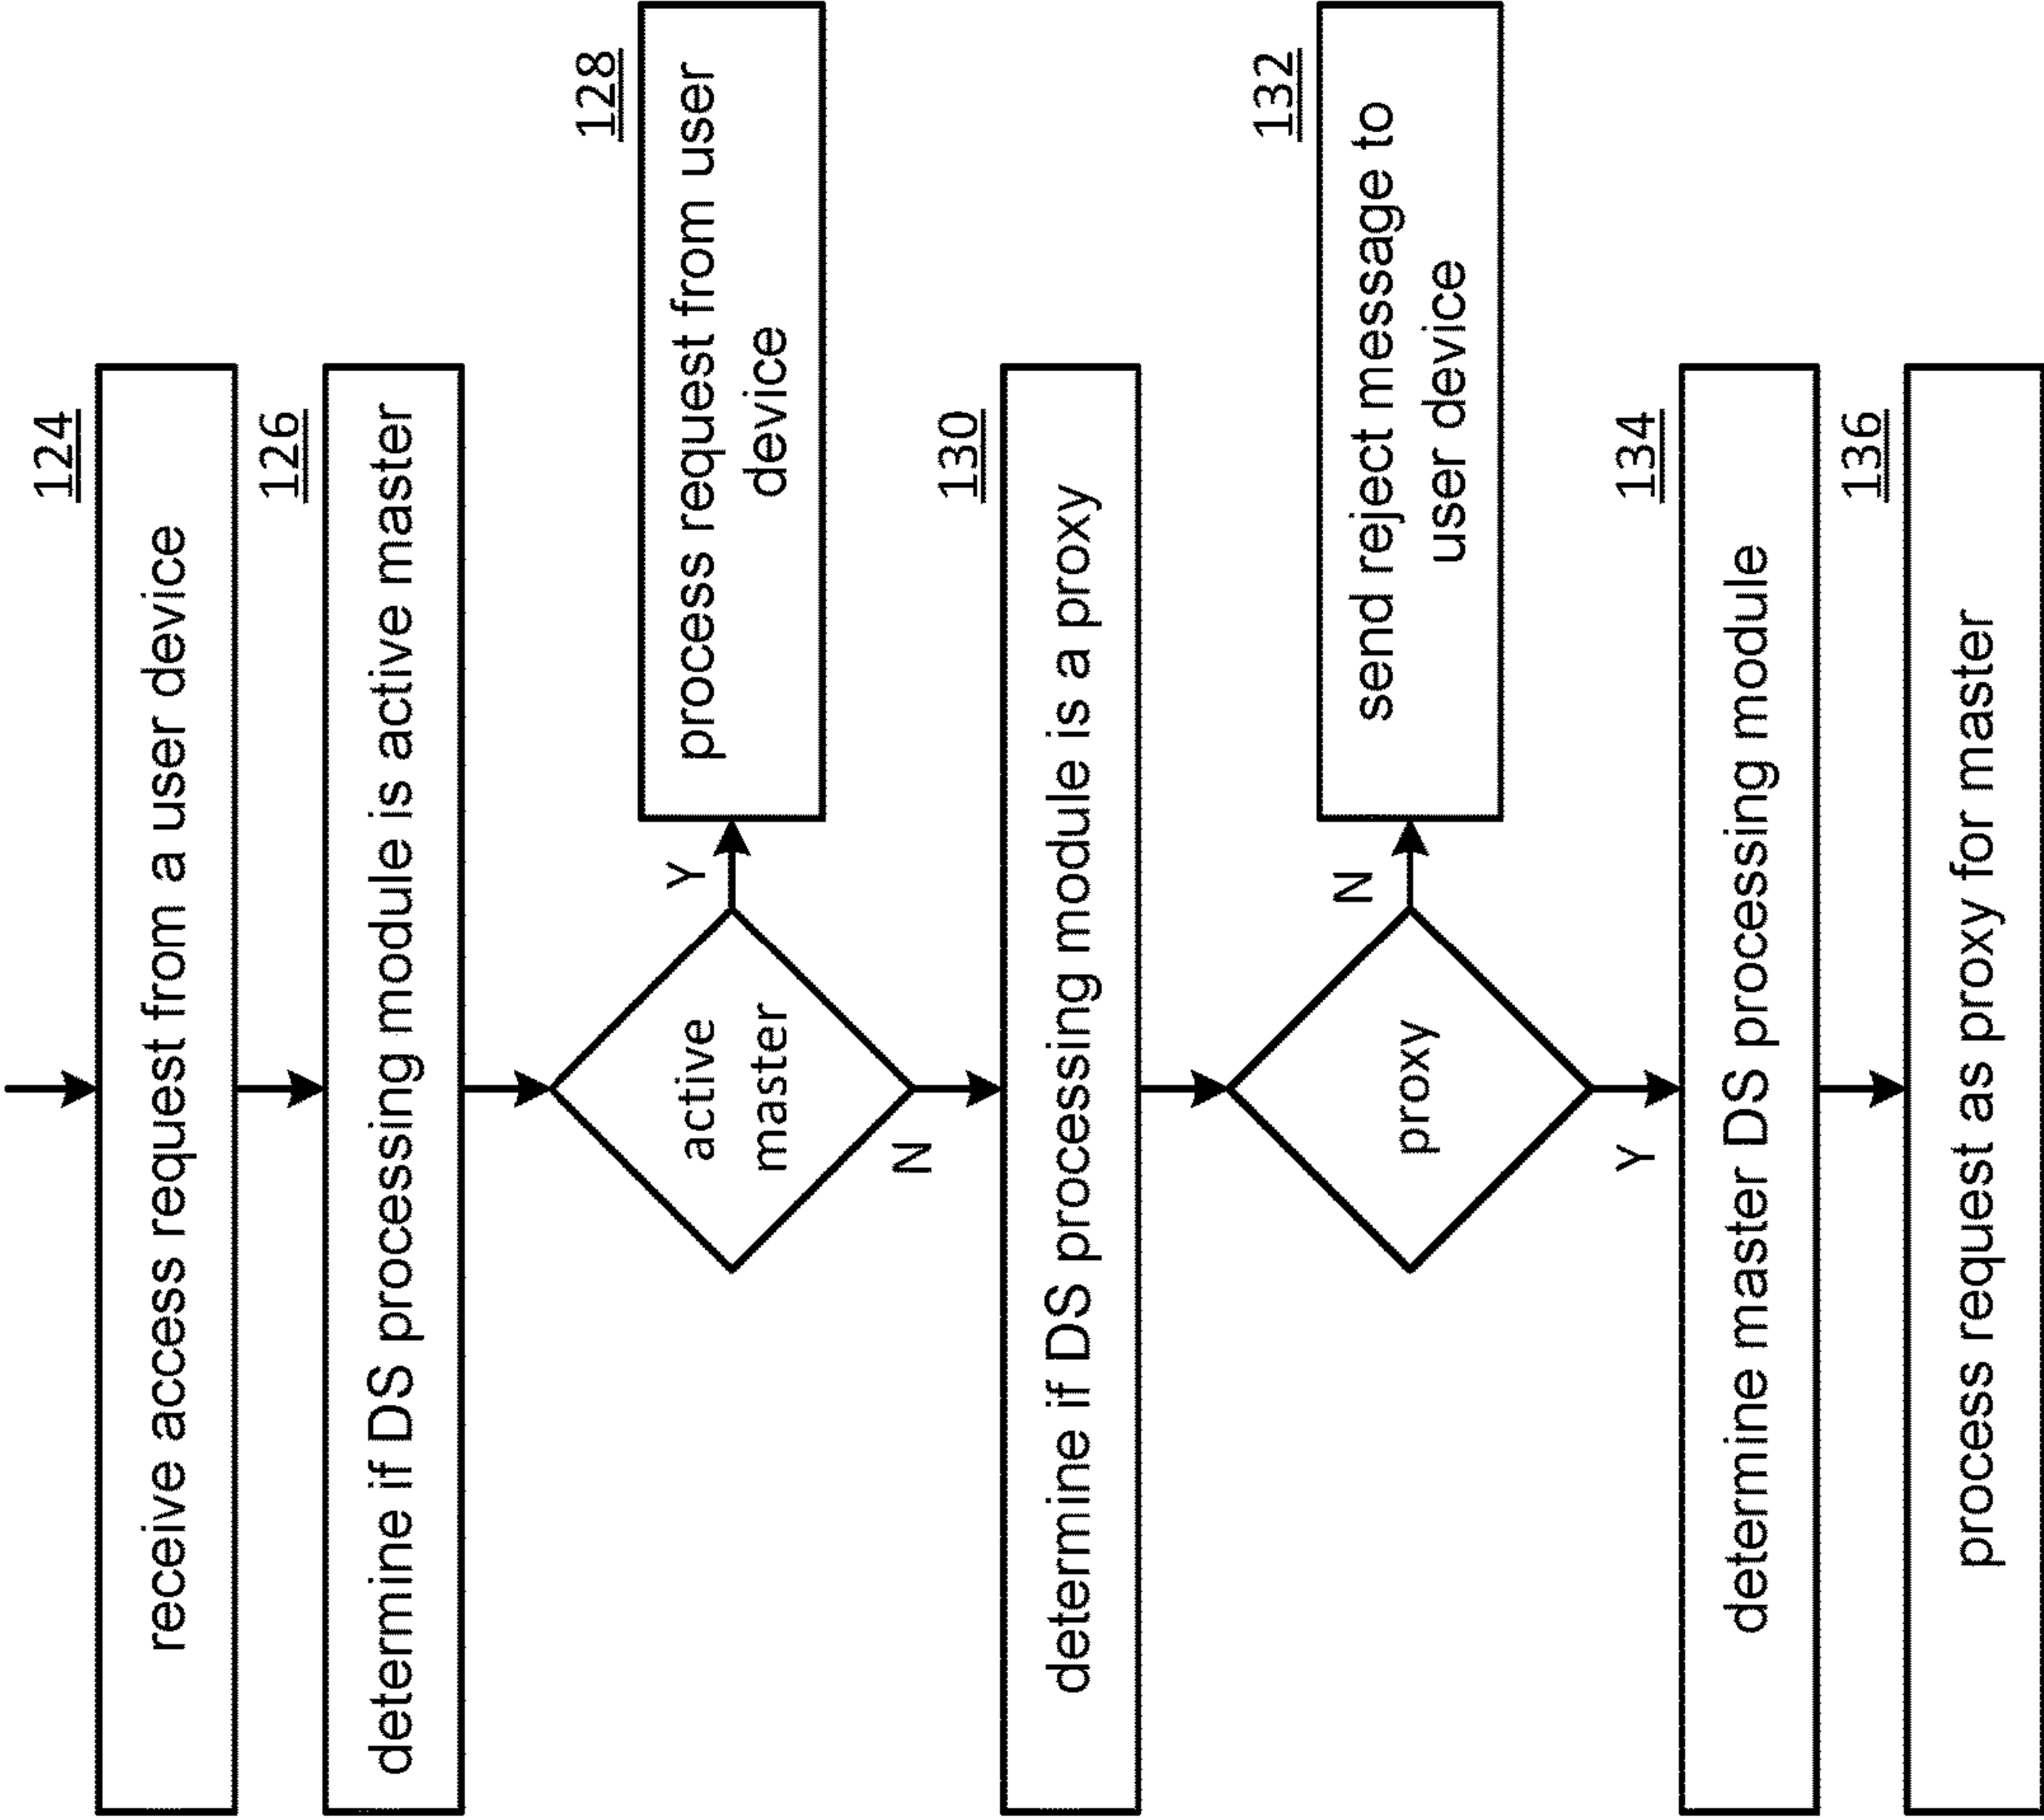 124
receive access request from a user device
126
determine if DS processing module is active master
active
master
Y
N
128
process request from user
device
130
determine if DS processing module is a proxy
proxy
N
Y
132
send reject message to
user device
134
determine master DS processing module
136
process request as proxy for master